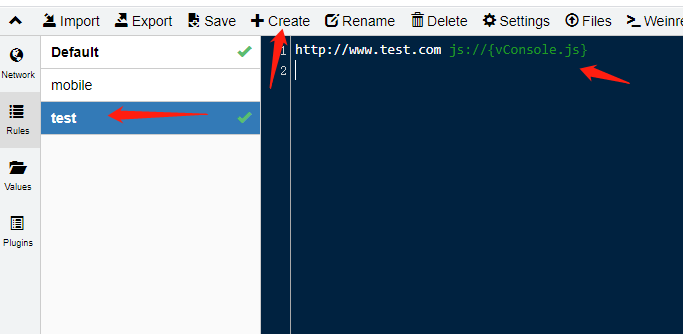 Import Export Save Create Rename Delete Settings Files Weinre
Network
Rules
Values
Plugins
Default
mobile
test
1 http://www.test.com js://{vConsole.js}
2